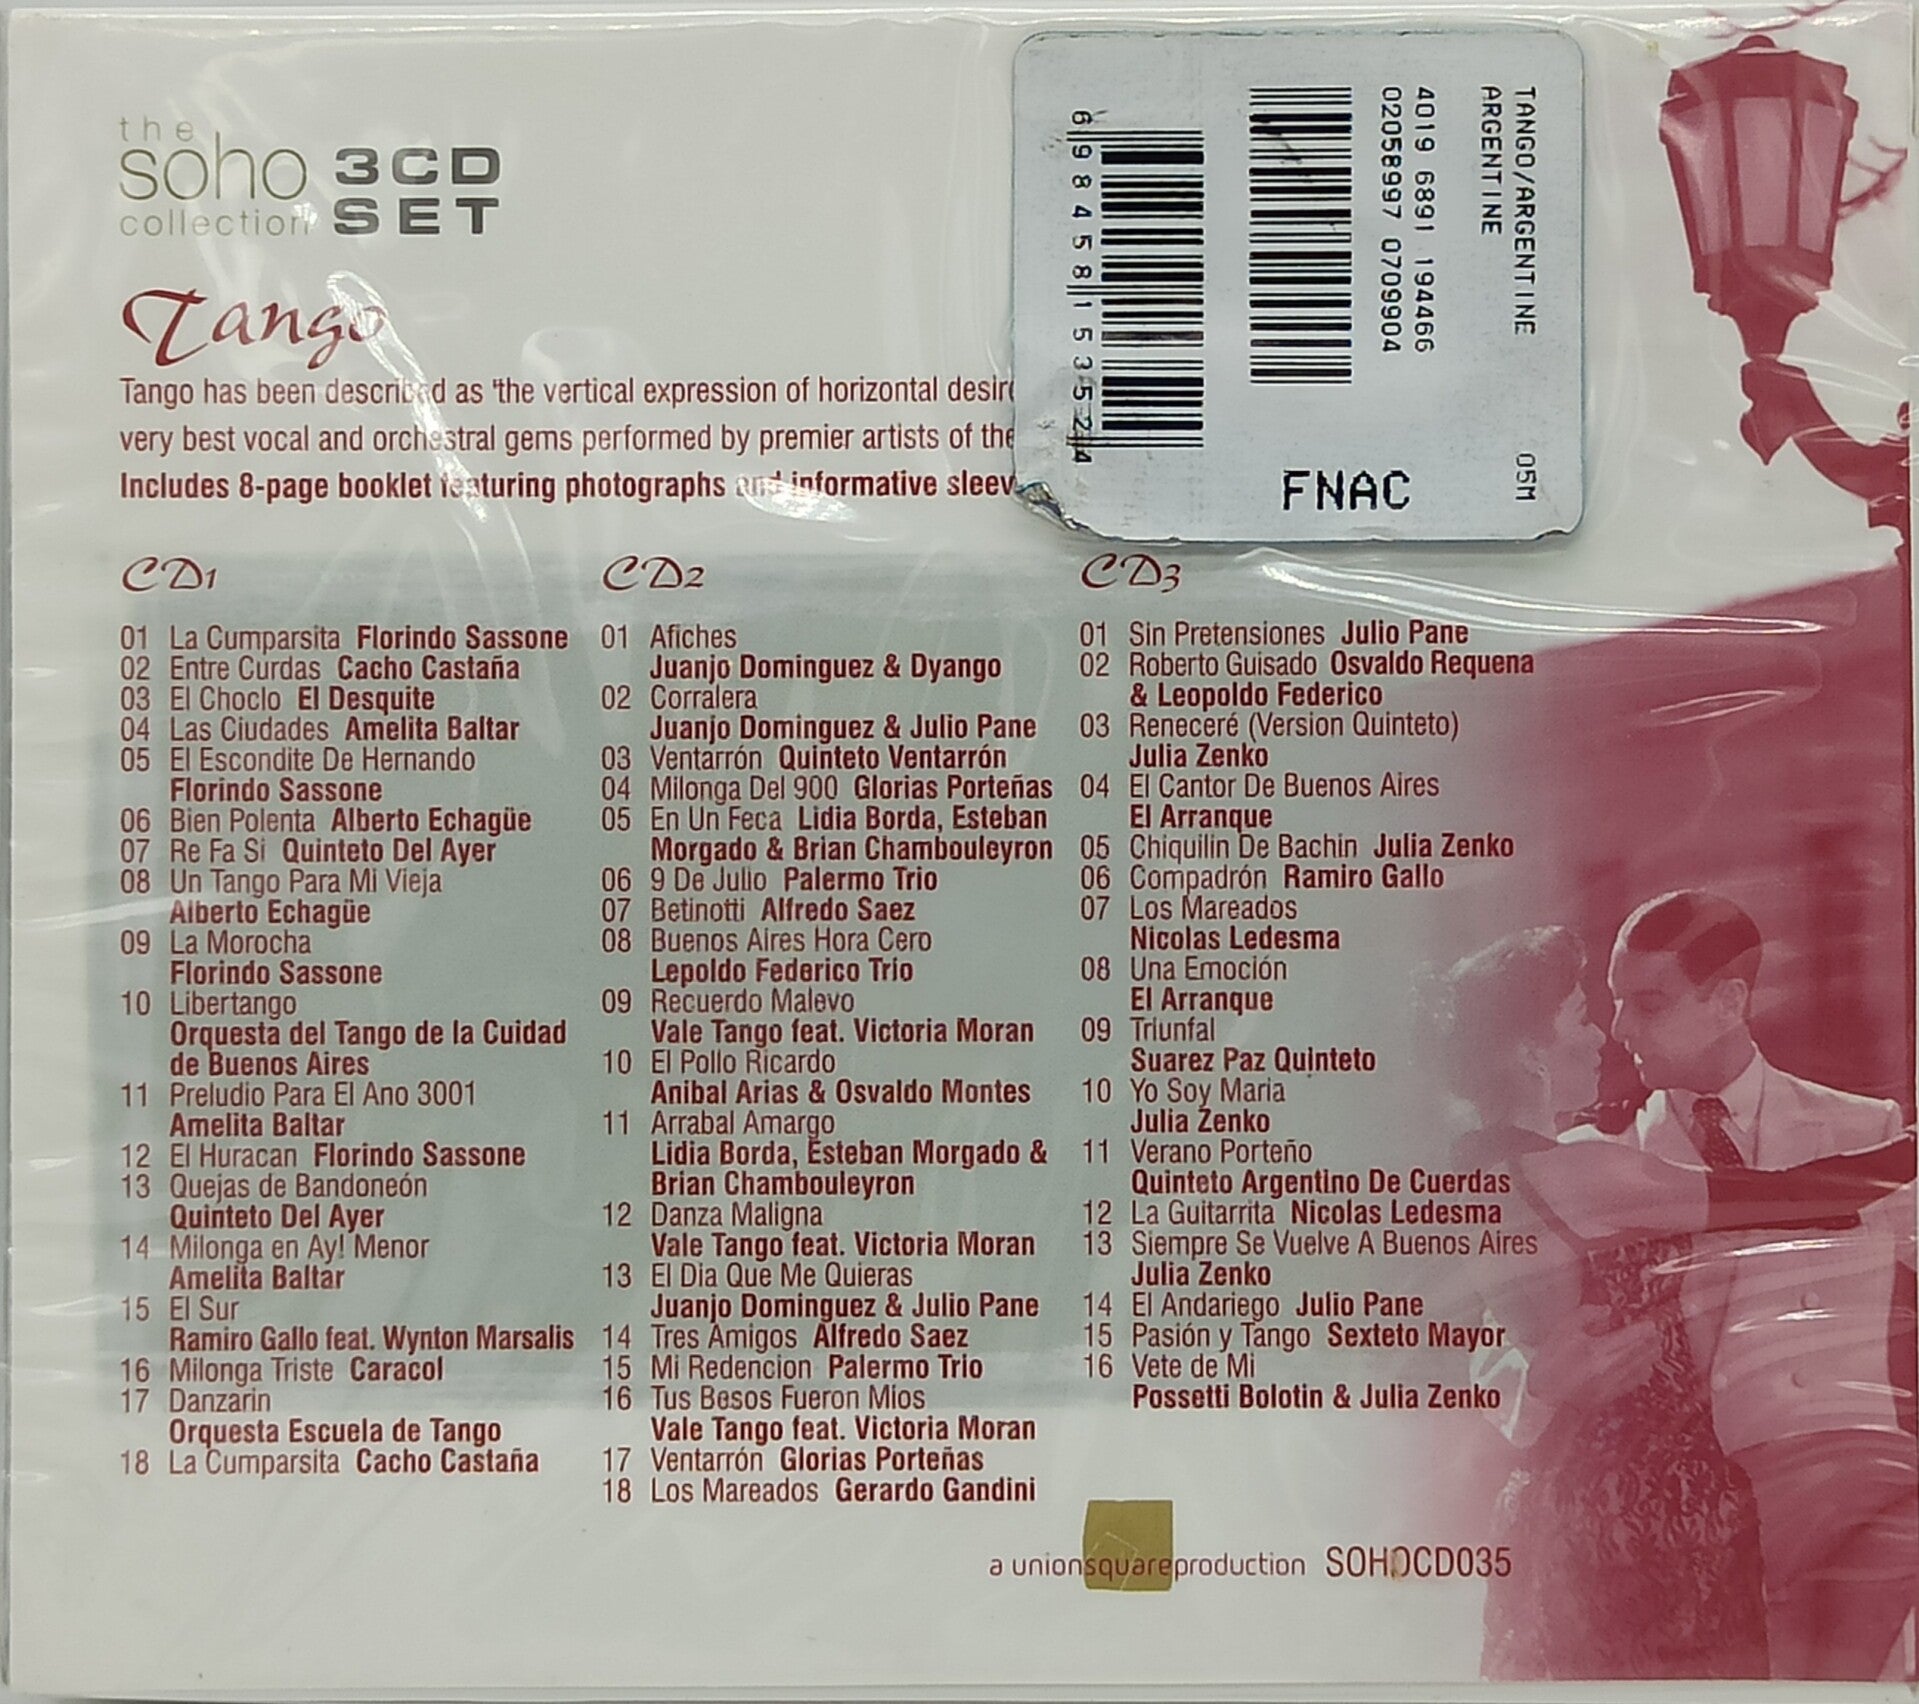 the
soho
collection
3CD
SET
Tango
Tango has been described as 'the vertical expression of horizontal
very best vocal and orchestral gems performed by premier artists of the
Includes 8-page booklet featuring photographs and informative
TANGO/ARGENTINE
ARGENTINE
05M
4019 6891 194466
02058997 0709904
6 984581 535244
FNAC
CD1
01 La Cumparsita Florindo Sassone
02 Entre Curdas Cacho Castaña
03 El Choclo El Desquite
04 Las Ciudades Amelita Baltar
05 El Escondite De Hernando
Florindo Sassone
06 Bien Polenta Alberto Echagüe
07 Re Fa Si Quinteto Del Ayer
08 Un Tango Para Mi Vieja
Alberto Echagüe
09 La Morocha
Florindo Sassone
10 Libertango
Orquesta del Tango de la Cuidad
de Buenos Aires
11 Preludio Para El Ano 3001
Amelita Baltar
12 El Huracan Florindo Sassone
13 Quejas de Bandoneón
Quinteto Del Ayer
14 Milonga en Ay! Menor
Amelita Baltar
15 El Sur
Ramiro Gallo feat. Wynton Marsalis
16 Milonga Triste Caracol
17 Danzarin
Orquesta Escuela de Tango
18 La Cumparsita Cacho Castaña
CD2
01 Afiches
Juanjo Dominguez & Dyango
02 Corralera
Juanjo Dominguez & Julio Pane
03 Ventarrón Quinteto Ventarrón
04 Milonga Del 900 Glorias Porteñas
05 En Un Feca Lidia Borda, Esteban
Morgado & Brian Chambouleyron
06 9 De Julio Palermo Trio
07 Betinotti Alfredo Saez
08 Buenos Aires Hora Cero
Lepoldo Federico Trio
09 Recuerdo Malevo
Vale Tango feat. Victoria Moran
10 El Pollo Ricardo
Anibal Arias & Osvaldo Montes
11 Arrabal Amargo
Lidia Borda, Esteban Morgado &
Brian Chambouleyron
12 Danza Maligna
Vale Tango feat. Victoria Moran
13 El Dia Que Me Quieras
Juanjo Dominguez & Julio Pane
14 Tres Amigos Alfredo Saez
15 Mi Redencion Palermo Trio
16 Tus Besos Fueron Mios
Vale Tango feat. Victoria Moran
17 Ventarrón Glorias Porteñas
18 Los Mareados Gerardo Gandini
CD3
01 Sin Pretensiones Julio Pane
02 Roberto Guisado Osvaldo Requena
& Leopoldo Federico
03 Reneceré (Version Quinteto)
Julia Zenko
04 El Cantor De Buenos Aires
El Arranque
05 Chiquilin De Bachin Julia Zenko
06 Compadrón Ramiro Gallo
07 Los Mareados
Nicolas Ledesma
08 Una Emoción
El Arranque
09 Triunfal
Suarez Paz Quinteto
10 Yo Soy Maria
Julia Zenko
11 Verano Porteño
Quinteto Argentino De Cuerdas
12 La Guitarrita Nicolas Ledesma
13 Siempre Se Vuelve A Buenos Aires
Julia Zenko
14 El Andariego Julio Pane
15 Pasión y Tango Sexteto Mayor
16 Vete de Mi
Possetti Bolotin & Julia Zenko
a unionsquareproduction SOHOCD035